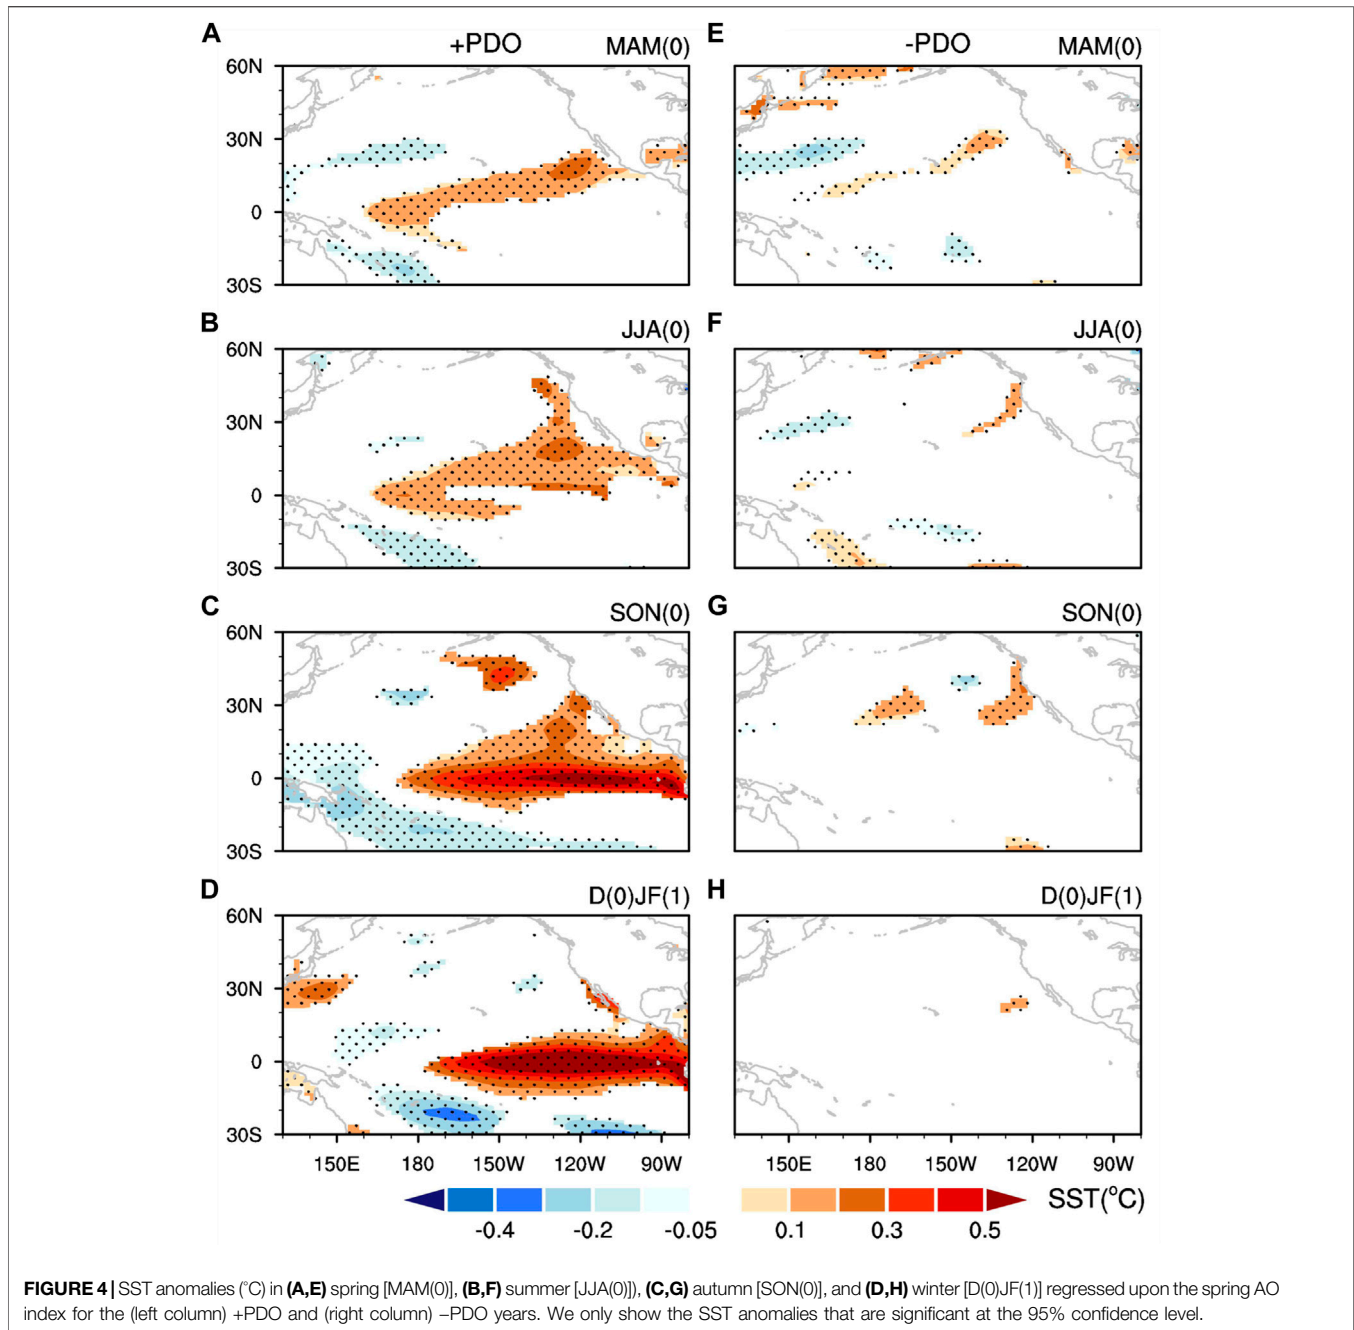 A +PDO MAM(0) E -PDO MAM(0)
60N
30N
0
30S
B JJA(0) F JJA(0)
60N
30N
0
30S
C SON(0) G SON(0)
60N
30N
0
30S
D D(0)JF(1) H D(0)JF(1)
60N
30N
0
30S
150E 180 150W 120W 90W 150E 180 150W 120W 90W
-0.4 -0.2 -0.05 0.1 0.3 0.5 SST(°C)
FIGURE 4 | SST anomalies (°C) in (A,E) spring [MAM(0)], (B,F) summer [JJA(0)]), (C,G) autumn [SON(0)], and (D,H) winter [D(0)JF(1)] regressed upon the spring AO
index for the (left column) +PDO and (right column) −PDO years. We only show the SST anomalies that are significant at the 95% confidence level.